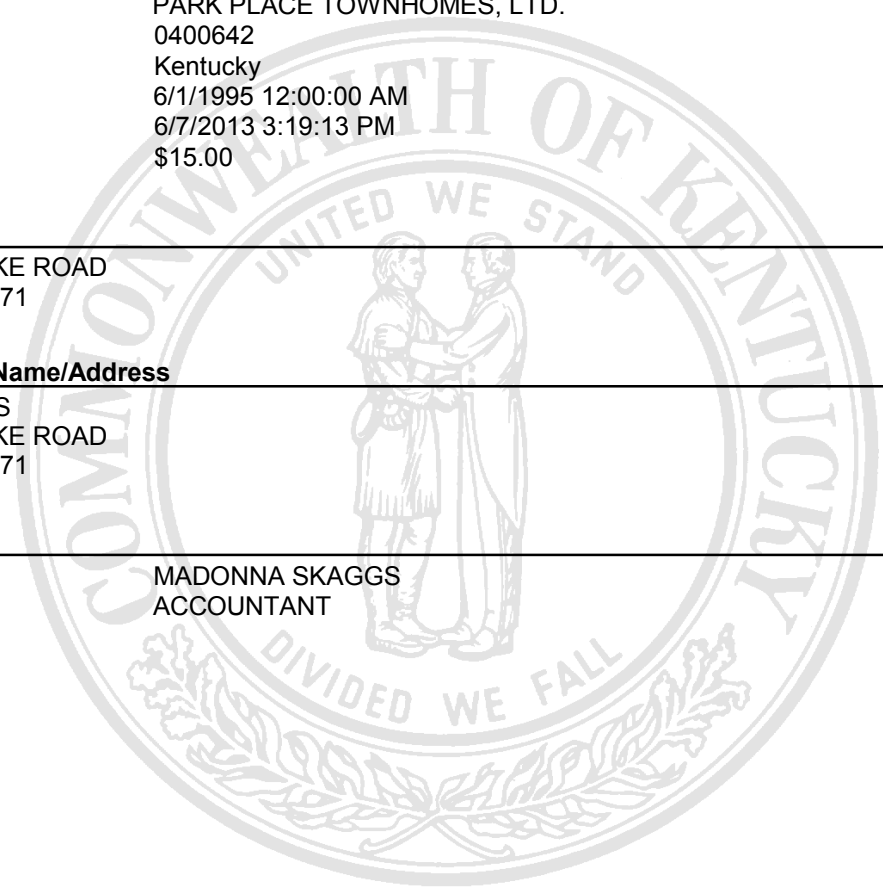 PARK PLACE TOWNHOMES, LTD.
0400642
Kentucky
6/1/1995 12:00:00 AM
6/7/2013 3:19:13 PM
$15.00
KE ROAD
71
Name/Address
S
KE ROAD
71
MADONNA SKAGGS
ACCOUNTANT
COMMONWEALTH OF KENTUCKY
UNITED WE STAND
DIVIDED WE FALL